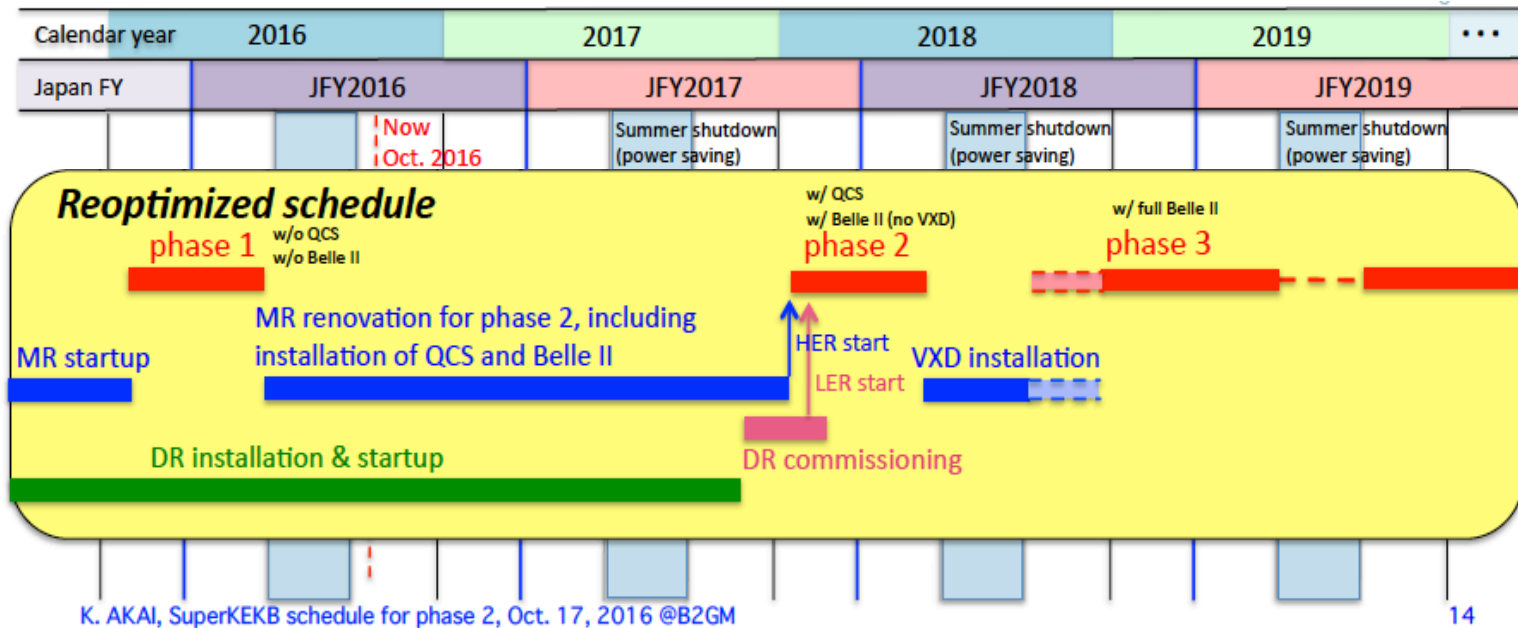 Calendar year 2016 2017 2018 2019 ...
Japan FY JFY2016 JFY2017 JFY2018 JFY2019
Now
Oct. 2016
Summer shutdown
(power saving)
Summer shutdown
(power saving)
Summer shutdown
(power saving)
Reoptimized schedule
phase 1
w/o QCS
w/o Belle II
w/ QCS
w/ Belle II (no VXD)
phase 2
w/ full Belle II
phase 3
MR startup
MR renovation for phase 2, including
installation of QCS and Belle II
HER start
LER start
VXD installation
DR installation & startup
DR commissioning
K. AKAI, SuperKEKB schedule for phase 2, Oct. 17, 2016 @B2GM
14